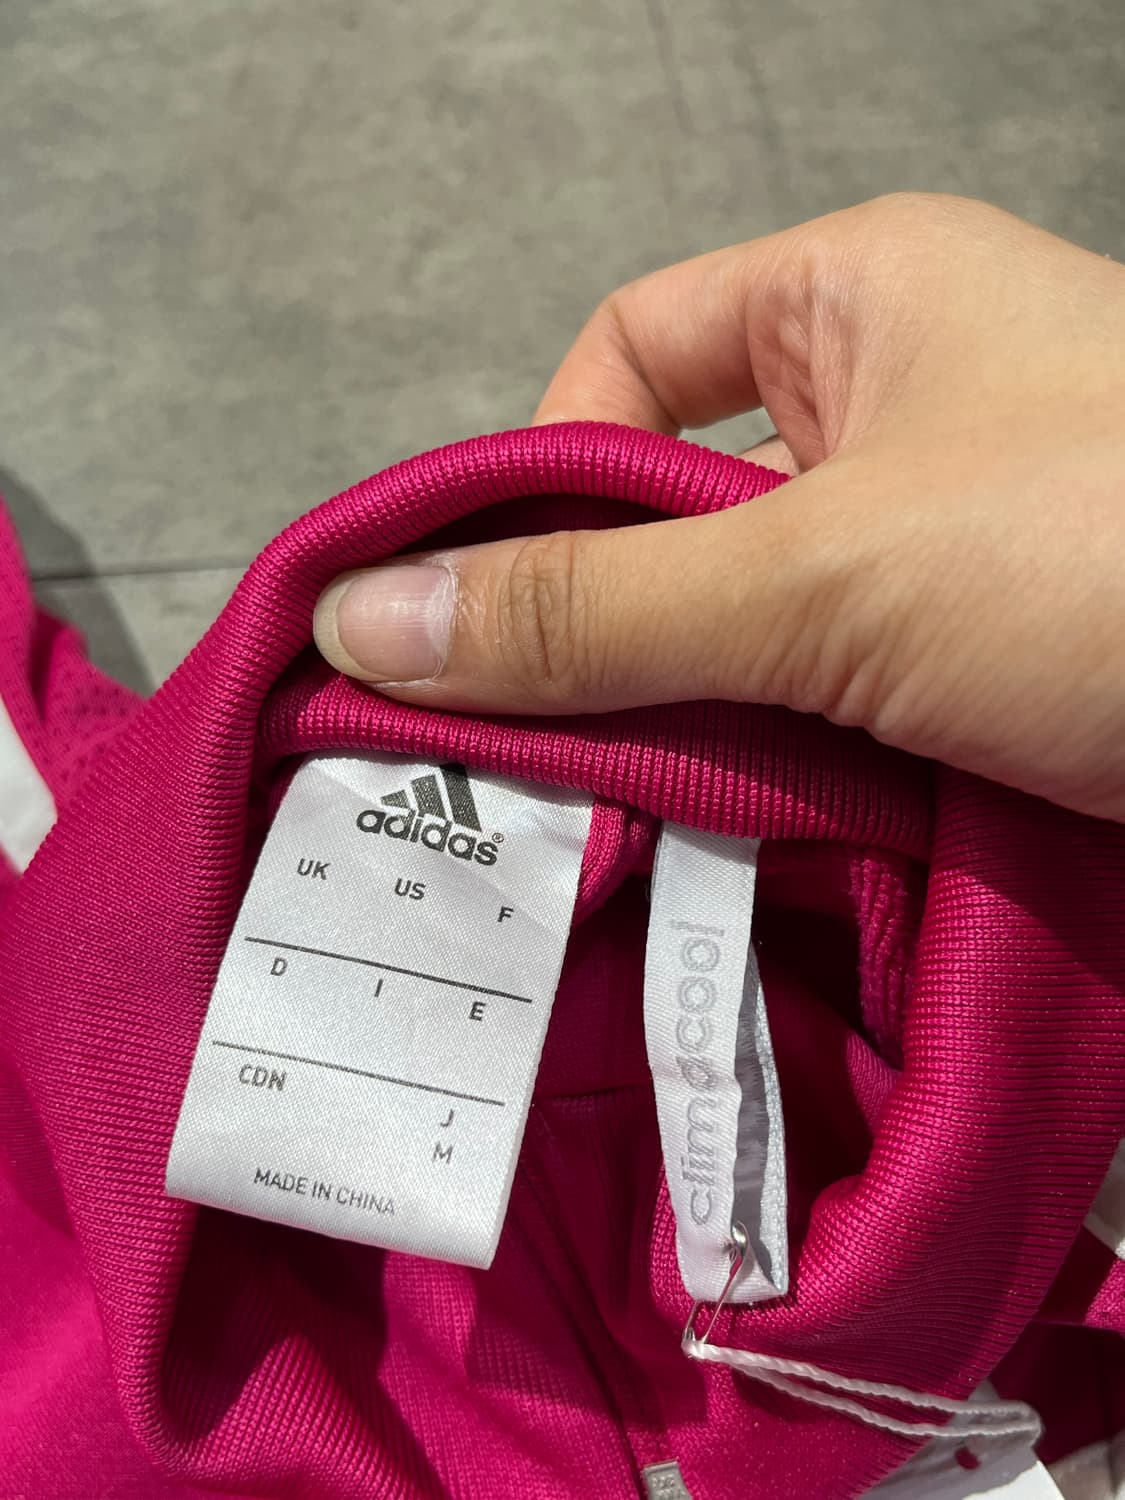 adidas®
UK US F
D I E
CDN
J
M
MADE IN CHINA
climacool